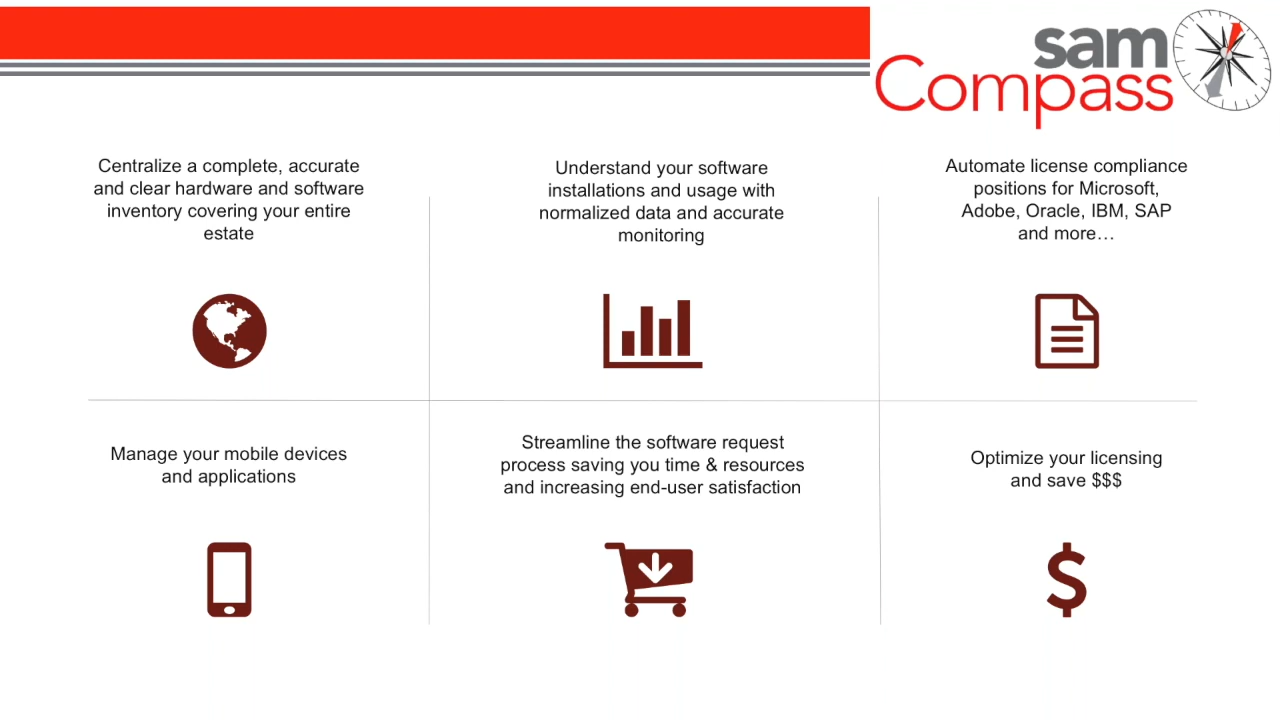 sam
Compass
Centralize a complete, accurate
and clear hardware and software
inventory covering your entire
estate
Understand your software
installations and usage with
normalized data and accurate
monitoring
Automate license compliance
positions for Microsoft,
Adobe, Oracle, IBM, SAP
and more…
Manage your mobile devices
and applications
Streamline the software request
process saving you time & resources
and increasing end-user satisfaction
Optimize your licensing
and save $$$
$